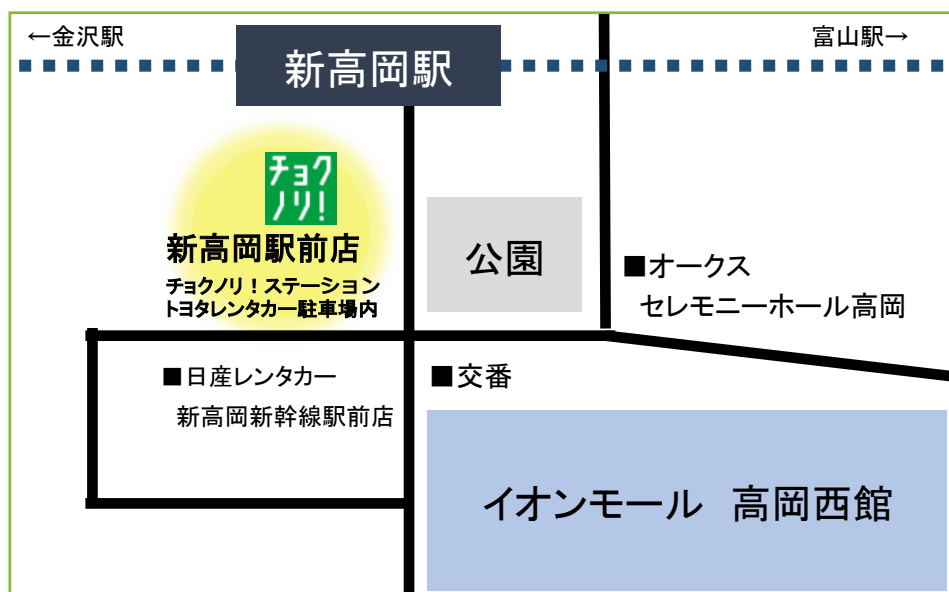 ←金沢駅
富山駅→
新高岡駅
チョク
ノリ!
新高岡駅前店
チョクノリ!ステーション
トヨタレンタカー駐車場内
公園
■オークス
セレモニーホール高岡
■日産レンタカー
新高岡新幹線駅前店
■交番
イオンモール　高岡西館